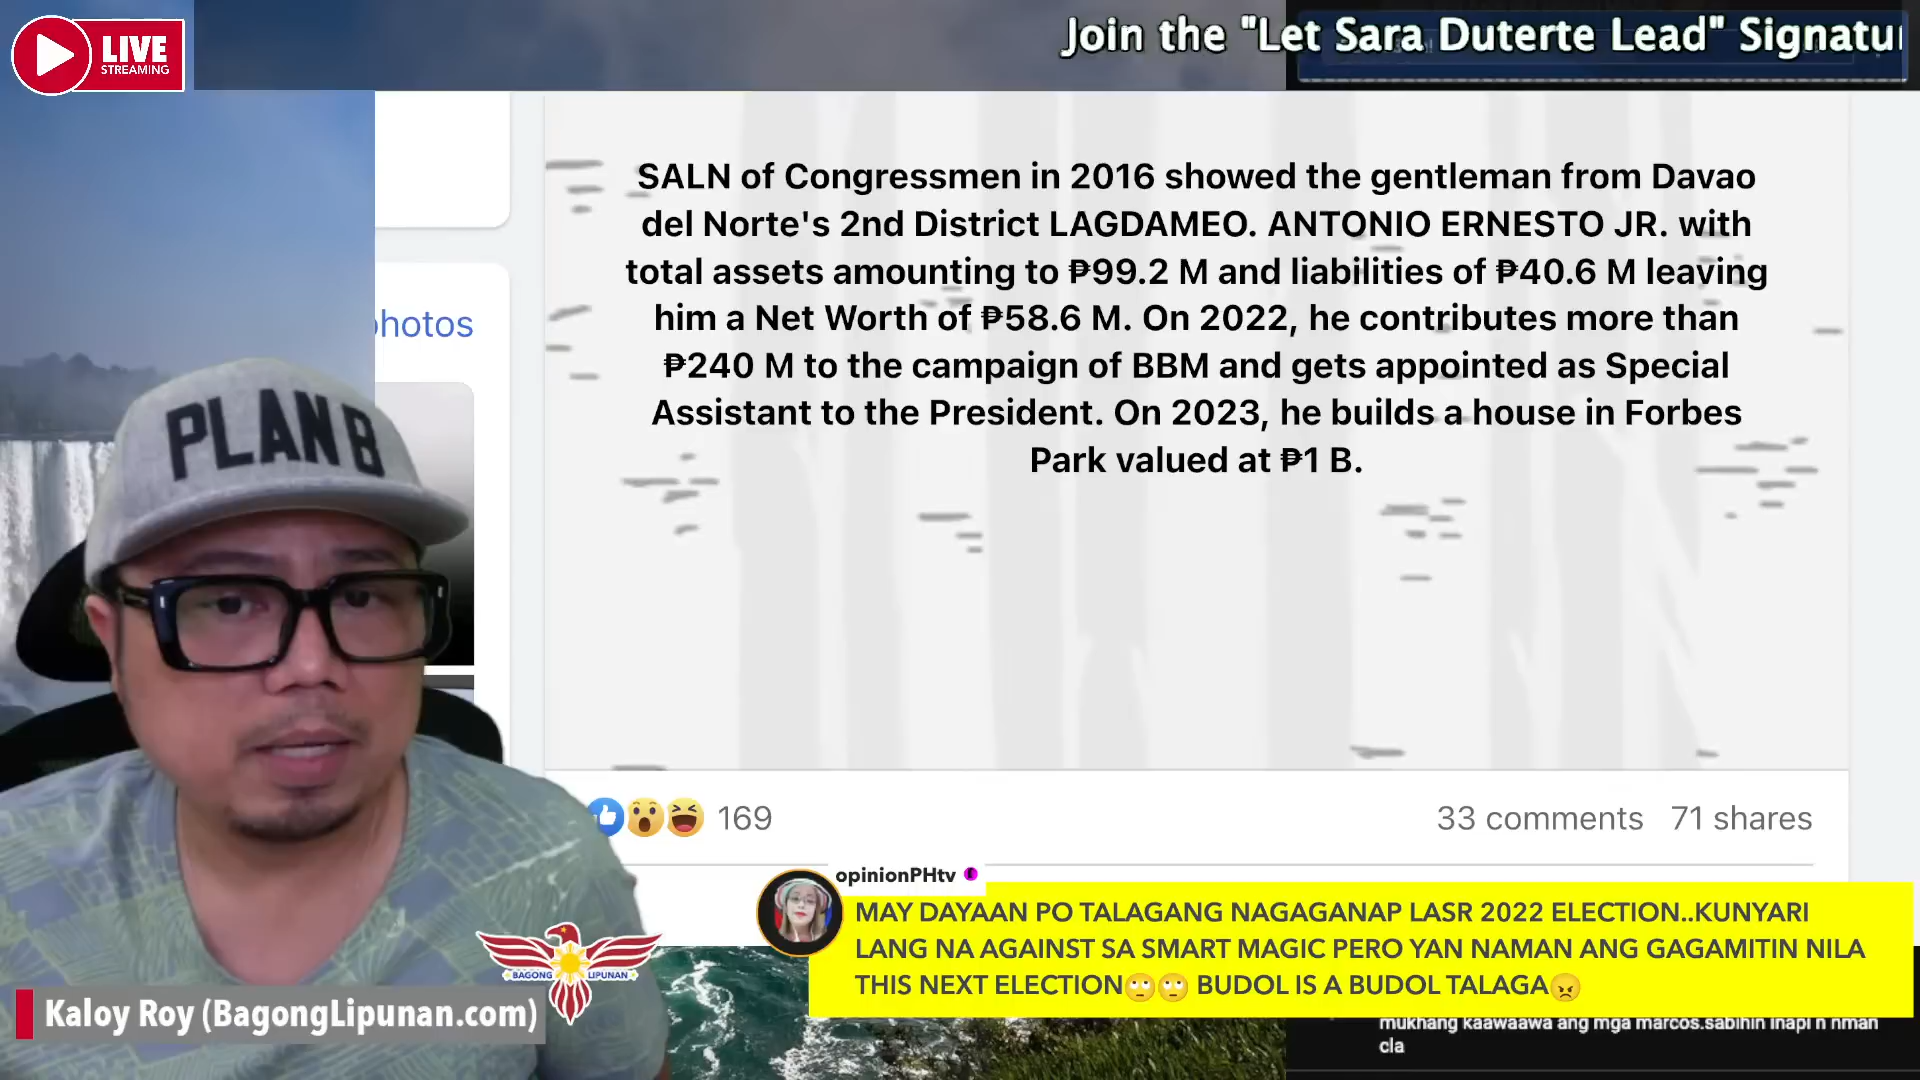 LIVE
STREAMING
Join the "Let Sara Duterte Lead" Signatu
photos
PLAN B
SALN of Congressmen in 2016 showed the gentleman from Davao
del Norte's 2nd District LAGDAMEO. ANTONIO ERNESTO JR. with
total assets amounting to ₱99.2 M and liabilities of ₱40.6 M leaving
him a Net Worth of ₱58.6 M. On 2022, he contributes more than
₱240 M to the campaign of BBM and gets appointed as Special
Assistant to the President. On 2023, he builds a house in Forbes
Park valued at ₱1 B.
169
33 comments 71 shares
opinionPHtv
MAY DAYAAN PO TALAGANG NAGAGANAP LASR 2022 ELECTION..KUNYARI
LANG NA AGAINST SA SMART MAGIC PERO YAN NAMAN ANG GAGAMITIN NILA
THIS NEXT ELECTION🙄🙄 BUDOL IS A BUDOL TALAGA😠
BAGONG LIPUNAN
Kaloy Roy (BagongLipunan.com)
mukhang kaawaawa ang mga marcos.sabihin inapi n nman
cla